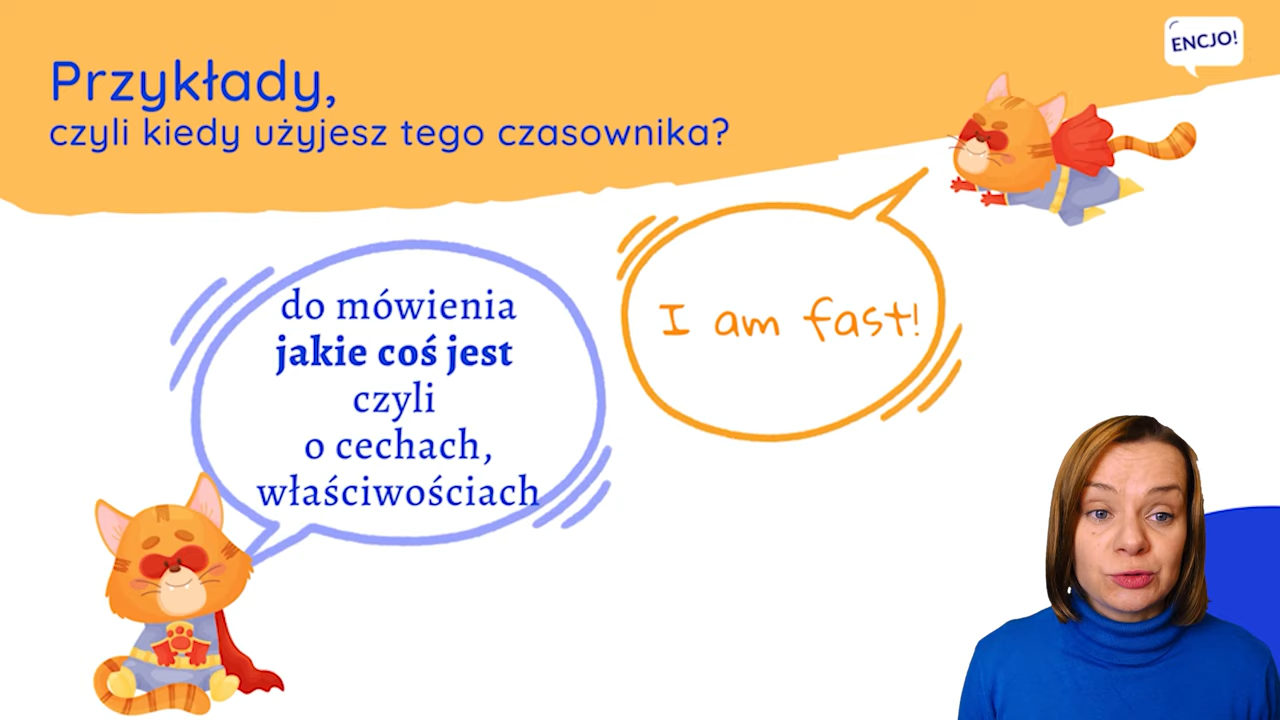 Przykłady,
czyli kiedy użyjesz tego czasownika?
ENCJO!
do mówienia
jakie coś jest
czyli
o cechach,
właściwościach
I am fast!